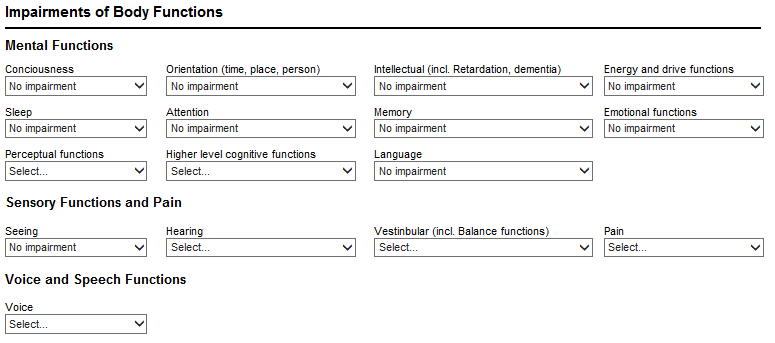 Impairments of Body Functions
Mental Functions
Conciousness Orientation (time, place, person) Intellectual (incl. Retardation, dementia) Energy and drive functions
No impairment No impairment No impairment No impairment
Sleep Attention Memory Emotional functions
No impairment No impairment No impairment No impairment
Perceptual functions Higher level cognitive functions Language
Select... Select... No impairment
Sensory Functions and Pain
Seeing Hearing Vestinbular (incl. Balance functions) Pain
No impairment Select... Select... Select...
Voice and Speech Functions
Voice
Select...